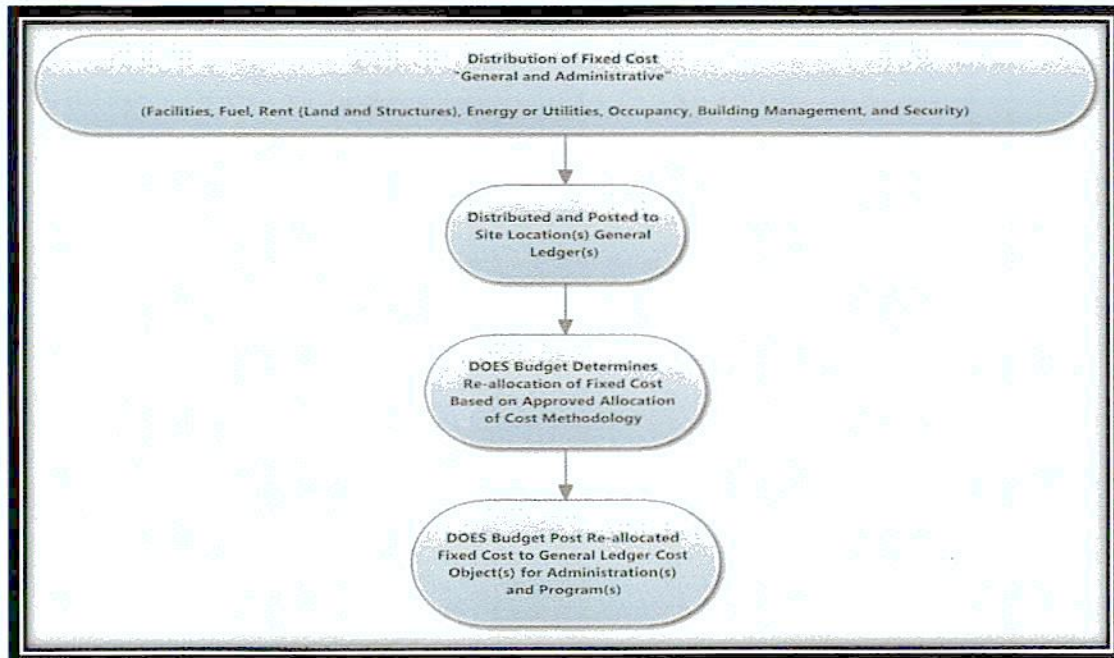 Distribution of Fixed Cost
"General and Administrative"
(Facilities, Fuel, Rent (Land and Structures), Energy or Utilities, Occupancy, Building Management, and Security)
Distributed and Posted to
Site Location(s) General
Ledger(s)
DOES Budget Determines
Re-allocation of Fixed Cost
Based on Approved Allocation
of Cost Methodology
DOES Budget Post Re-allocated
Fixed Cost to General Ledger Cost
Object(s) for Administration(s)
and Program(s)